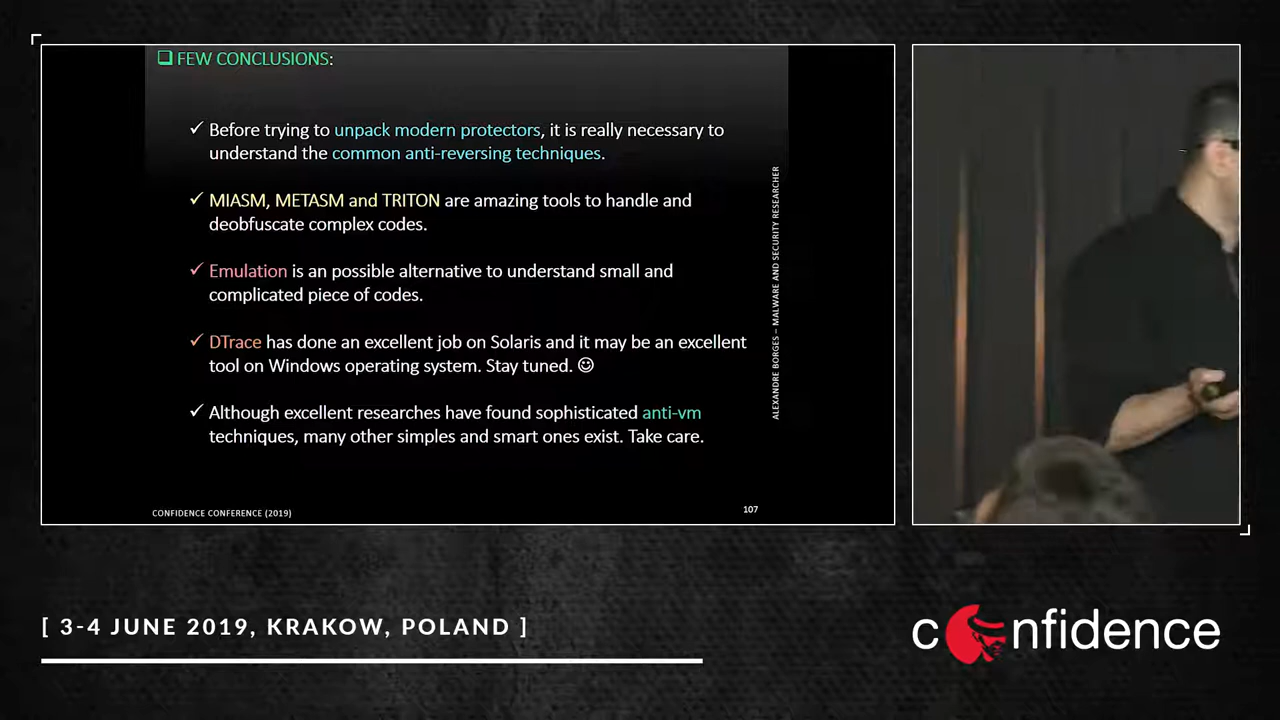 FEW CONCLUSIONS:
Before trying to unpack modern protectors, it is really necessary to
understand the common anti-reversing techniques.
MIASM, METASM and TRITON are amazing tools to handle and
deobfuscate complex codes.
Emulation is an possible alternative to understand small and
complicated piece of codes.
DTrace has done an excellent job on Solaris and it may be an excellent
tool on Windows operating system. Stay tuned. ☺
Although excellent researches have found sophisticated anti-vm
techniques, many other simples and smart ones exist. Take care.
ALEXANDRE BORGES – MALWARE AND SECURITY RESEARCHER
CONFIDENCE CONFERENCE (2019)
107
[ 3-4 JUNE 2019, KRAKOW, POLAND ]
confidence